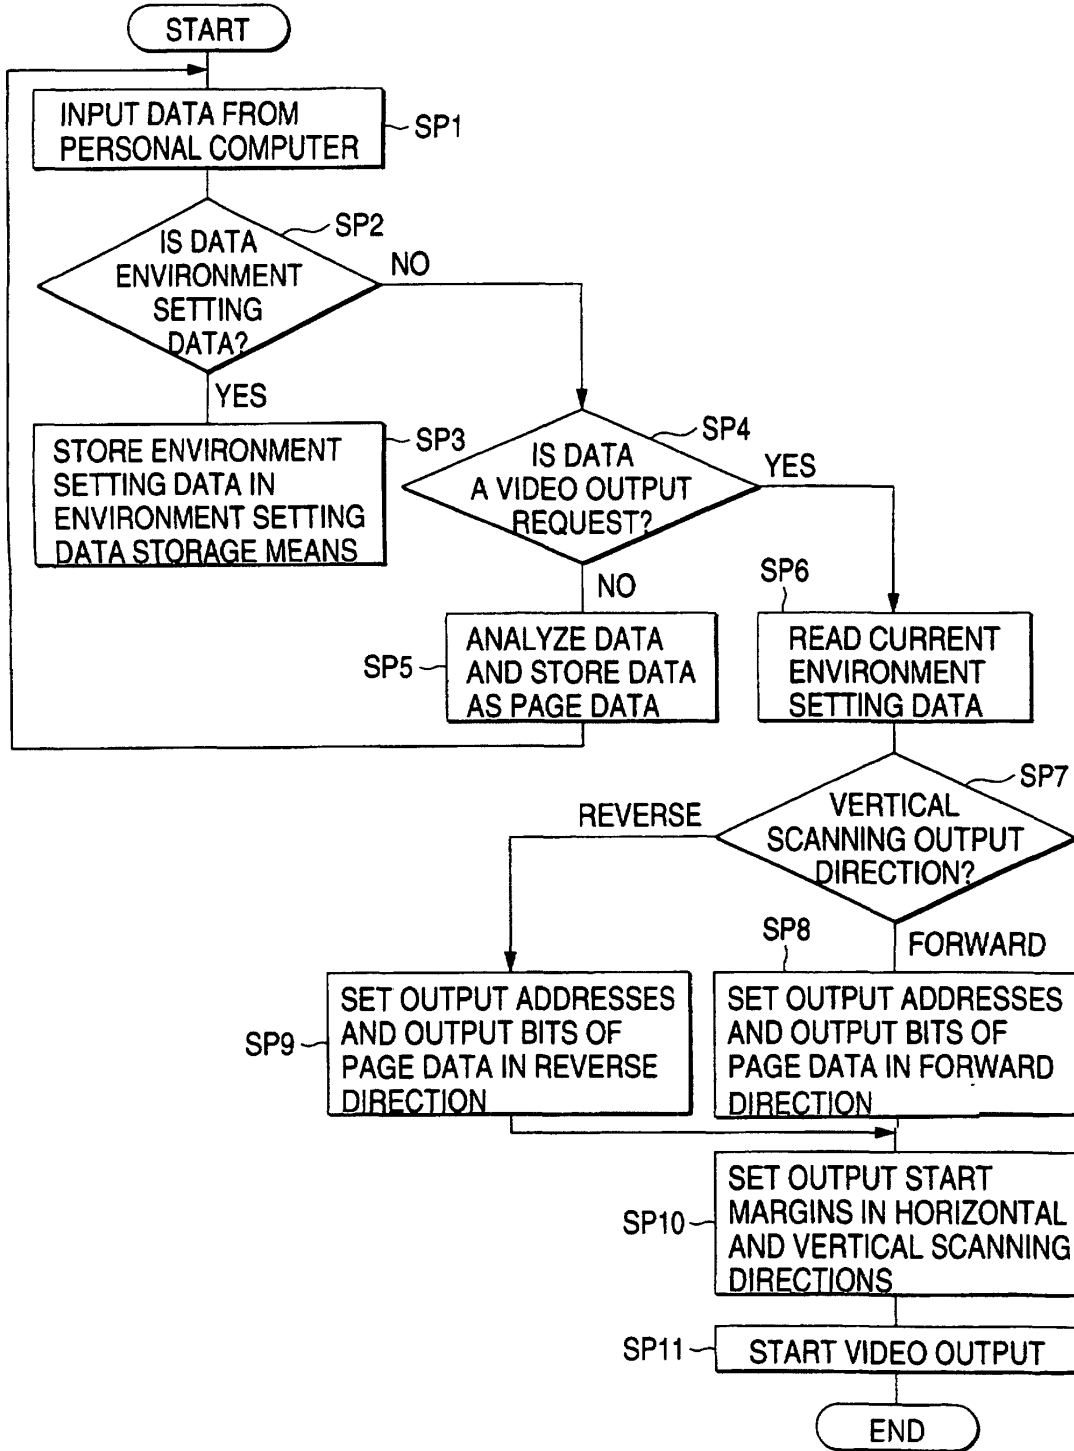 START
INPUT DATA FROM
PERSONAL COMPUTER
SP1
IS DATA
ENVIRONMENT
SETTING
DATA?
SP2
NO
YES
STORE ENVIRONMENT
SETTING DATA IN
ENVIRONMENT SETTING
DATA STORAGE MEANS
SP3
IS DATA
A VIDEO OUTPUT
REQUEST?
SP4
YES
NO
ANALYZE DATA
AND STORE DATA
AS PAGE DATA
SP5
SP6
READ CURRENT
ENVIRONMENT
SETTING DATA
VERTICAL
SCANNING OUTPUT
DIRECTION?
SP7
REVERSE
FORWARD
SP8
SET OUTPUT ADDRESSES
AND OUTPUT BITS OF
PAGE DATA IN FORWARD
DIRECTION
SP9
SET OUTPUT ADDRESSES
AND OUTPUT BITS OF
PAGE DATA IN REVERSE
DIRECTION
SP10
SET OUTPUT START
MARGINS IN HORIZONTAL
AND VERTICAL SCANNING
DIRECTIONS
SP11
START VIDEO OUTPUT
END